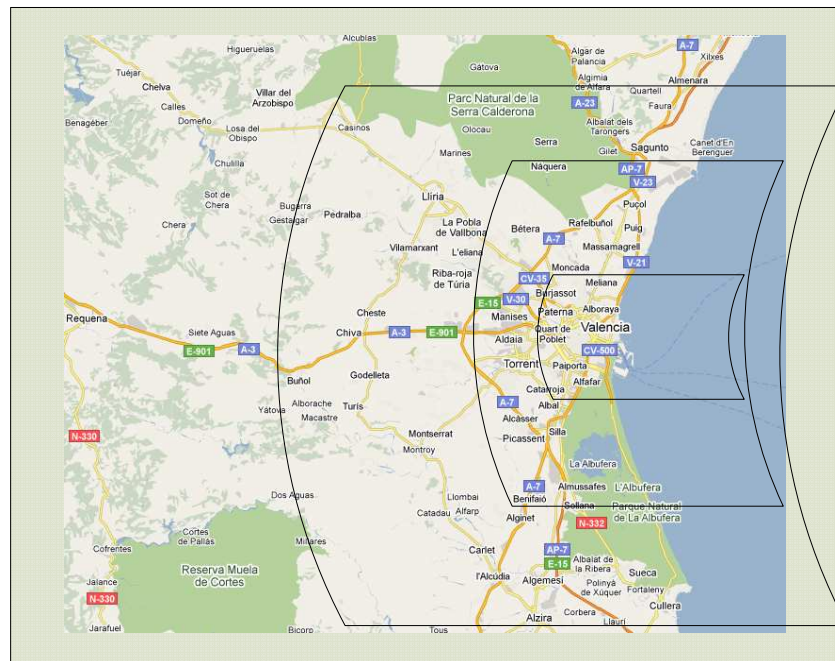 Alcublas
Higueruelas
Algar de
Palancia
A-7
Xilxes
Tuéjar
Chelva
Gátova
Algimia
de Alfara
Almenara
Villar del
Arzobispo
Quartell
Calles
Parc Natural de la
Serra Calderona
A-23
Faura
Benagéber
Domeño
Losa del
Obispo
Casinos
Olocau
Albalat dels
Tarongers
Serra
Gilet
Sagunto
Canet d'En
Berenguer
Chulilla
Marines
Náquera
AP-7
V-23
Sot de
Chera
Lliria
Bugarra
Gestalgar
Pedralba
Puçol
Chera
La Pobla
de Vallbona
Bétera
Rafelbuñol
Puig
Vilamarxant
L'eliana
A-7
Massamagrell
Riba-roja
de Túria
CV-35
Moncada
V-21
Meliana
E-15
V-30
Burjassot
Requena
Cheste
Manises
Paterna
Alboraya
Siete Aguas
Chiva
A-3
E-901
Aldaia
Quart de
Poblet
Valencia
E-901
A-3
CV-500
Buñol
Godelleta
Torrent
Paiporta
Alfafar
Yátova
Alborache
Macastre
Turís
Catarroja
A-7
Albal
Alcàsser
N-330
Montserrat
Picassent
Silla
Montroy
La Albufera
A-7
Almussafes
L'Albufera
Dos Aguas
Llombai
Benifaió
Sollana
Parque Natural
de La Albufera
Catadau
Alfarp
Alginet
N-332
Cofrentes
Cortes
de Pallás
Millares
Carlet
AP-7
E-15
Albalat de
la Ribera
Reserva Muela
de Cortes
Jalance
l'Alcúdia
Algemesí
Polinyà
de Xúquer
Sueca
Fortaleny
N-330
Cullera
Corbera
Jarafuel
Bicorp
Tous
Alzira
Llaurí